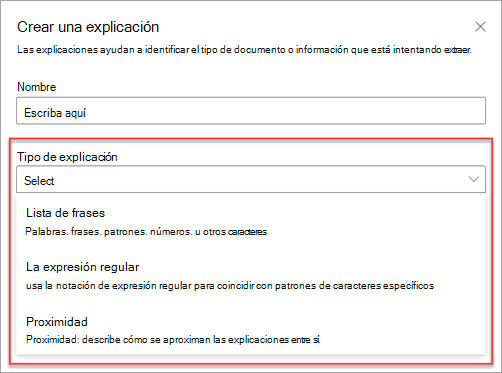 Crear una explicación
Las explicaciones ayudan a identificar el tipo de documento o información que está intentando extraer.
Nombre
Escriba aquí
Tipo de explicación
Select
Lista de frases
Palabras. frases. patrones. números. u otros caracteres
La expresión regular
usa la notación de expresión regular para coincidir con patrones de caracteres específicos
Proximidad
Proximidad: describe cómo se aproximan las explicaciones entre sí